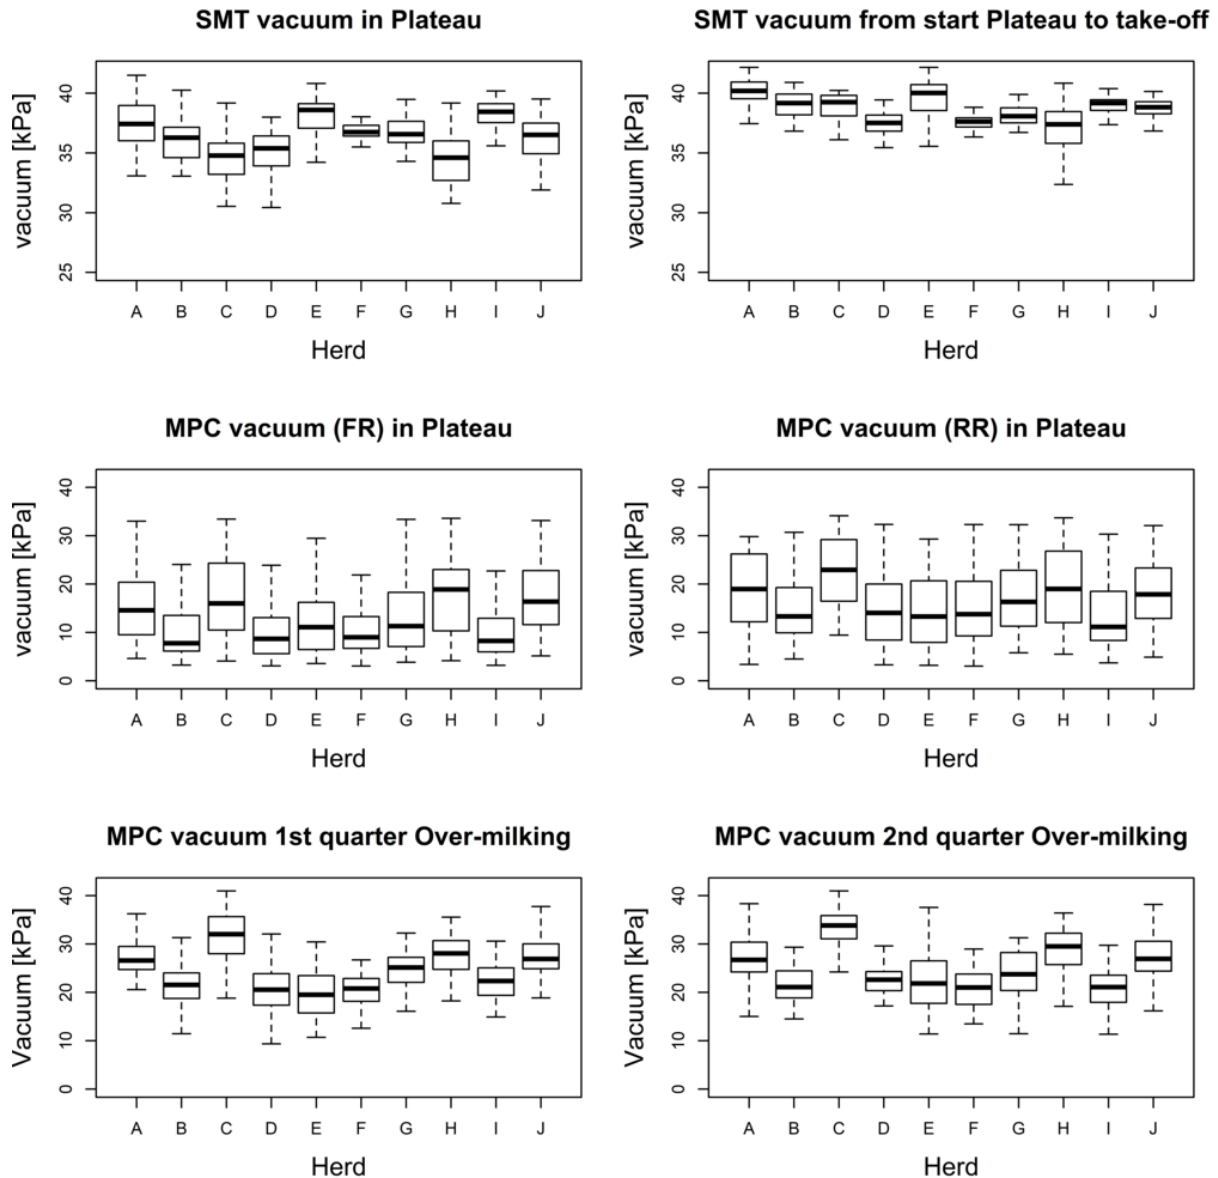 SMT vacuum in Plateau
vacuum [kPa]
40
35
30
25
A B C D E F G H I J
Herd
SMT vacuum from start Plateau to take-off
vacuum [kPa]
40
35
30
25
A B C D E F G H I J
Herd
MPC vacuum (FR) in Plateau
vacuum [kPa]
40
30
20
10
0
A B C D E F G H I J
Herd
MPC vacuum (RR) in Plateau
vacuum [kPa]
40
30
20
10
0
A B C D E F G H I J
Herd
MPC vacuum 1st quarter Over-milking
Vacuum [kPa]
40
30
20
10
0
A B C D E F G H I J
Herd
MPC vacuum 2nd quarter Over-milking
Vacuum [kPa]
40
30
20
10
0
A B C D E F G H I J
Herd